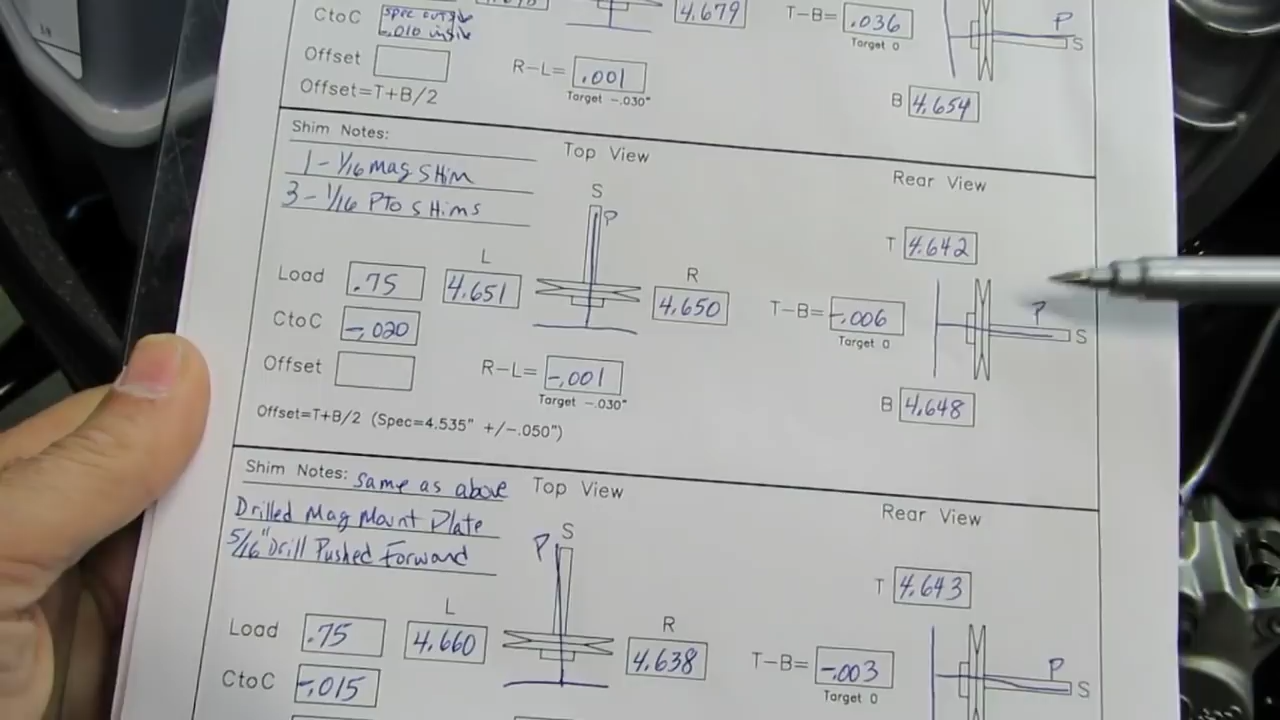 4.679
T-B= .036
Target 0
P
S
CtoC
-.010 inside
Offset
R-L= .001
Target -.030"
Offset=T+B/2
B 4.654
Shim Notes:
1 - 1/16 Mag SHim
3 - 1/16 PTO SHims
Top View
Rear View
S
P
T 4.642
Load .75
L
4.651
R
4.650
T-B= -.006
Target 0
P
S
CtoC -.020
Offset
R-L= -.001
Target -.030"
B 4.648
Offset=T+B/2 (Spec=4.535" +/-.050")
Shim Notes: same as above
Drilled Mag Mount Plate
5/16" Drill Pushed Forward
Top View
Rear View
P
S
T 4.643
Load .75
L
4.660
R
4.638
T-B= -.003
Target 0
P
S
CtoC -.015